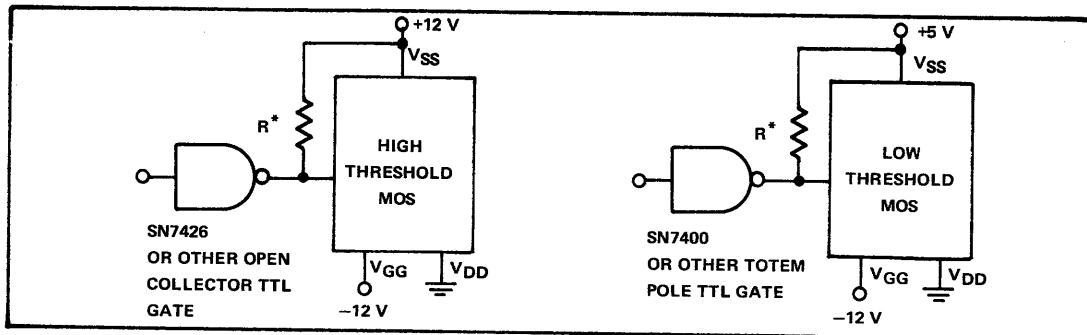 +12 V
VSS
R*
HIGH
THRESHOLD
MOS
SN7426
OR OTHER OPEN
COLLECTOR TTL
GATE
VGG
VDD
−12 V
+5 V
VSS
R*
LOW
THRESHOLD
MOS
SN7400
OR OTHER TOTEM
POLE TTL GATE
VGG
VDD
−12 V